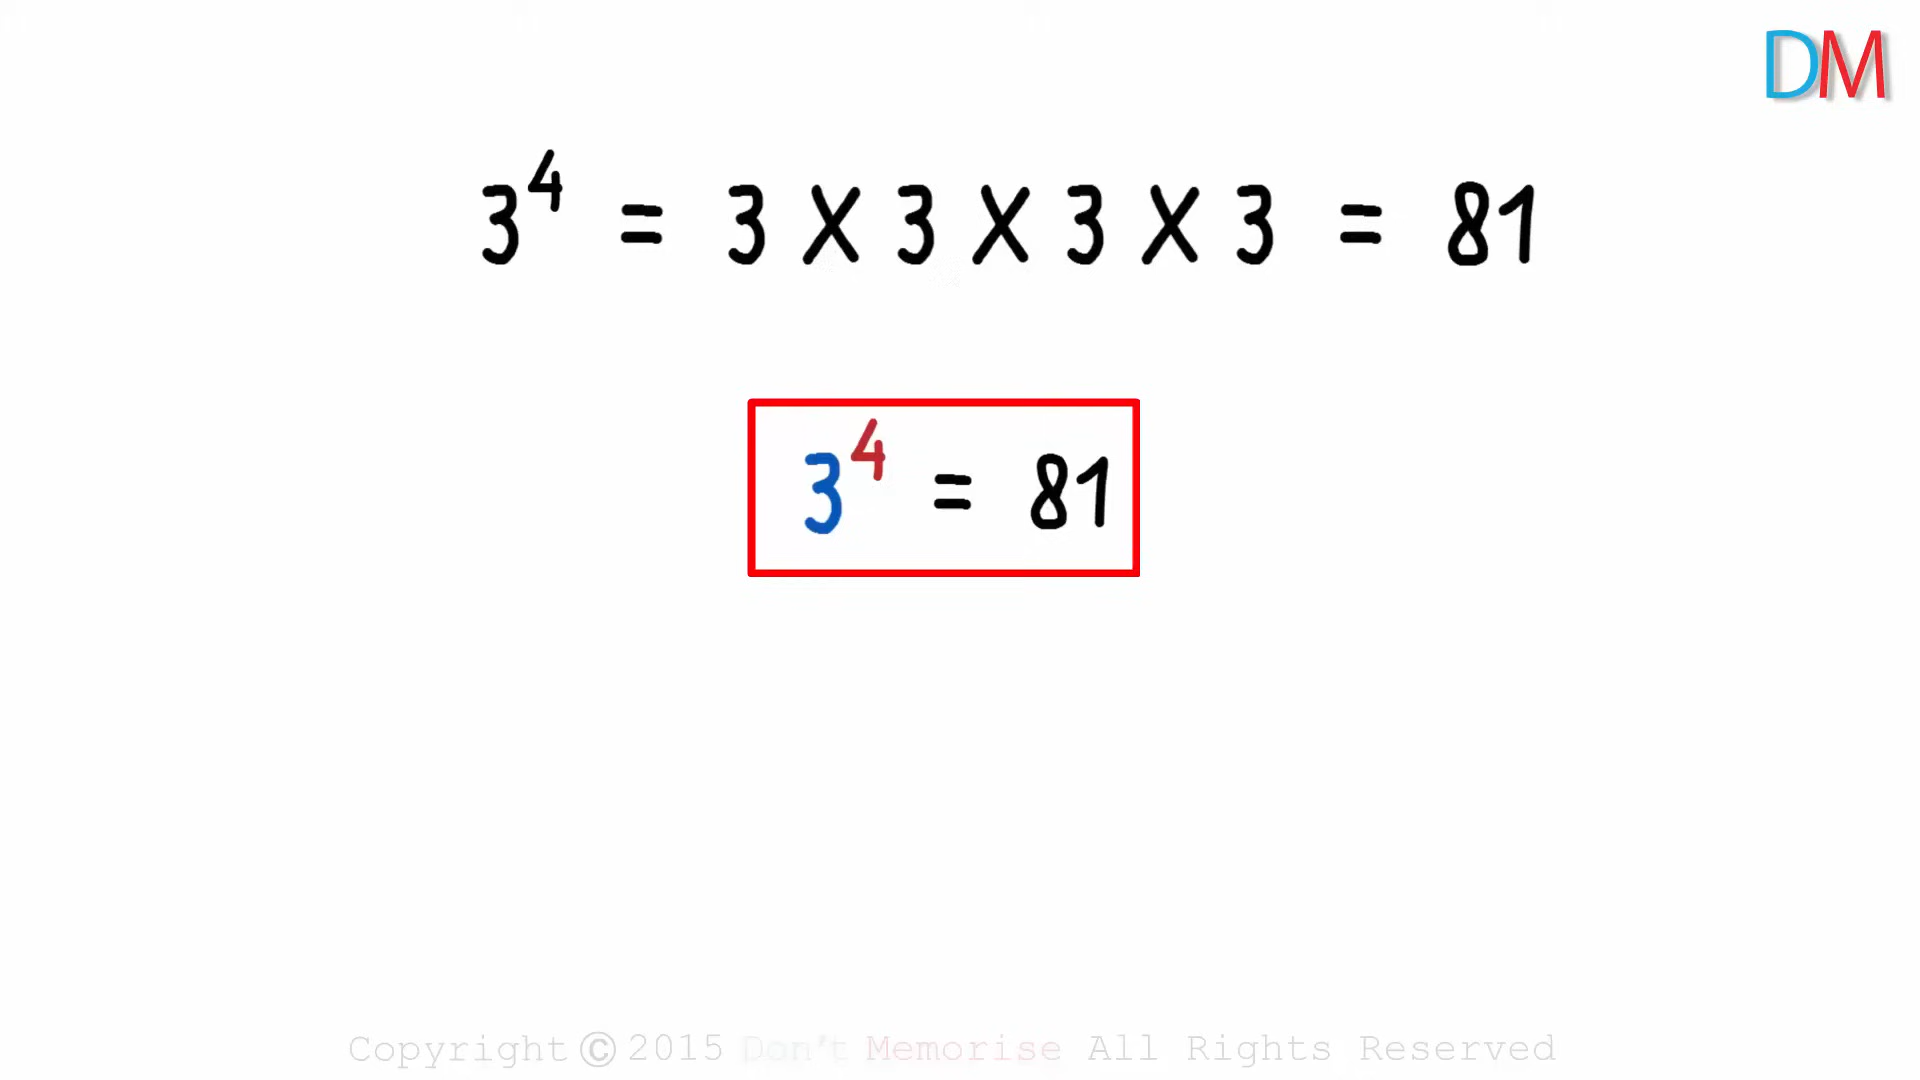 DM
3⁴ = 3 X 3 X 3 X 3 = 81
3⁴ = 81
Copyright © 2015 Don't Memorise All Rights Reserved